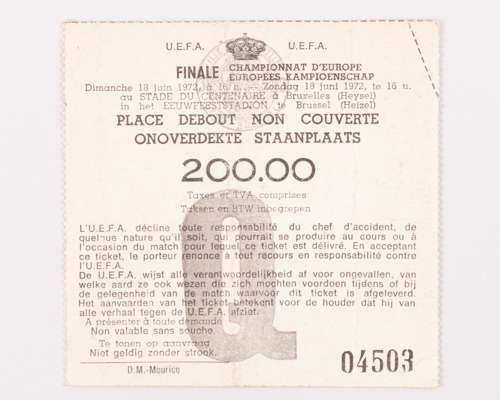 U.E.F.A. U.E.F.A.
FINALE CHAMPIONNAT D'EUROPE
EUROPEES KAMPIOENSCHAP
Dimanche 18 juin 1972, à 16 h. — Zondag 18 juni 1972, te 16 u.
au STADE DU CENTENAIRE à Bruxelles (Heysel)
in het EEUWFEESTSTADION te Brussel (Heizel)
PLACE DEBOUT NON COUVERTE
ONOVERDEKTE STAANPLAATS
200.00
Taxes et TVA comprises
Taksen en BTW inbegrepen
Q
L'U.E.F.A. décline toute responsabilité du chef d'accident, de
quelque nature qu'il soit, qui pourrait se produire au cours ou à
l'occasion du match pour lequel ce ticket est délivré. En acceptant
ce ticket, le porteur renonce à tout recours en responsabilité contre
l'U.E.F.A.
De U.E.F.A. wijst alle verantwoordelijkheid af voor ongevallen, van
welke aard ze ook wezen die zich mochten voordoen tijdens of bij
de gelegenheid van de match waarvoor dit ticket is afgeleverd.
Het aanvaarden van het ticket betekent voor de houder dat hij van
alle verhaal tegen de U.E.F.A. afziet.
A présenter à toute demande
Non valable sans souche.
Te tonen op aanvraag
Niet geldig zonder strook.
D.M.-Meurice
04503